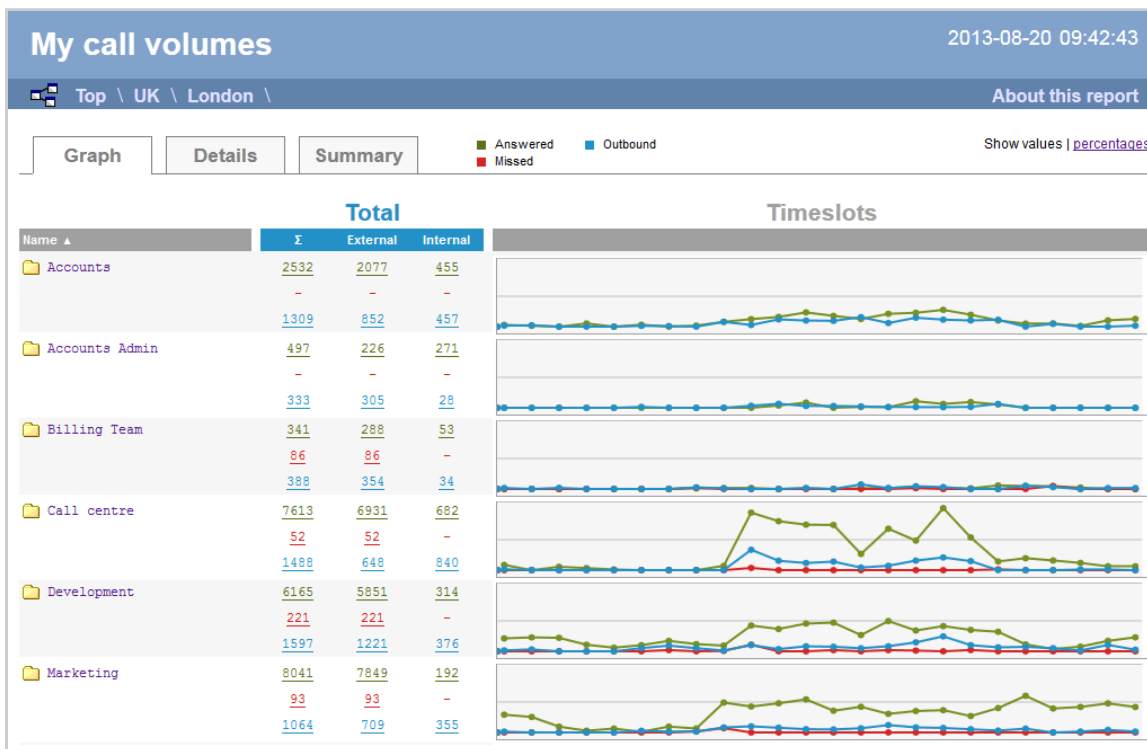 My call volumes
2013-08-20 09:42:43
Top \ UK \ London \
About this report
Graph
Details
Summary
Answered
Outbound
Missed
Show values | percentages
Total
Timeslots
Name ▲
Σ External Internal
Accounts 2532 2077 455
- - -
1309 852 457
Accounts Admin 497 226 271
- - -
333 305 28
Billing Team 341 288 53
86 86 -
388 354 34
Call centre 7613 6931 682
52 52 -
1488 648 840
Development 6165 5851 314
221 221 -
1597 1221 376
Marketing 8041 7849 192
93 93 -
1064 709 355